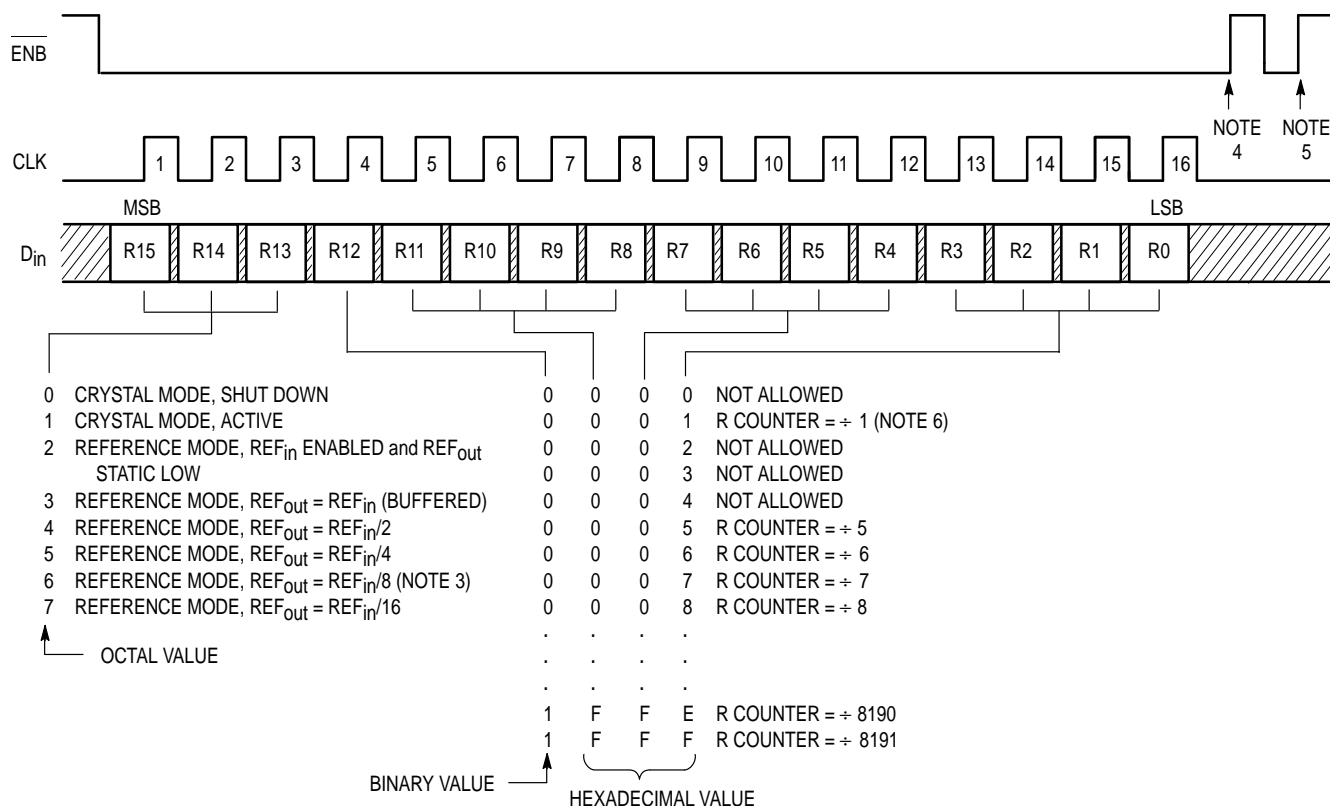 ENB
NOTE 4
NOTE 5
CLK
1 2 3 4 5 6 7 8 9 10 11 12 13 14 15 16
MSB
LSB
Din
R15 R14 R13 R12 R11 R10 R9 R8 R7 R6 R5 R4 R3 R2 R1 R0
0 CRYSTAL MODE, SHUT DOWN
1 CRYSTAL MODE, ACTIVE
2 REFERENCE MODE, REFin ENABLED and REFout
STATIC LOW
3 REFERENCE MODE, REFout = REFin (BUFFERED)
4 REFERENCE MODE, REFout = REFin/2
5 REFERENCE MODE, REFout = REFin/4
6 REFERENCE MODE, REFout = REFin/8 (NOTE 3)
7 REFERENCE MODE, REFout = REFin/16
OCTAL VALUE
0 0 0 0 NOT ALLOWED
0 0 0 1 R COUNTER = ÷ 1 (NOTE 6)
0 0 0 2 NOT ALLOWED
0 0 0 3 NOT ALLOWED
0 0 0 4 NOT ALLOWED
0 0 0 5 R COUNTER = ÷ 5
0 0 0 6 R COUNTER = ÷ 6
0 0 0 7 R COUNTER = ÷ 7
0 0 0 8 R COUNTER = ÷ 8
. . . .
. . . .
. . . .
1 F F E R COUNTER = ÷ 8190
1 F F F R COUNTER = ÷ 8191
BINARY VALUE
HEXADECIMAL VALUE